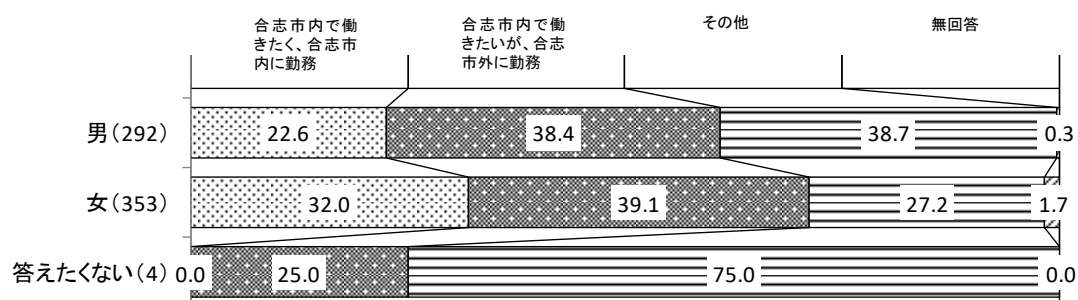 合志市内で働
きたく、合志市
内に勤務
合志市内で働
きたいが、合志
市外に勤務
その他
無回答
男(292)
22.6
38.4
38.7
0.3
女(353)
32.0
39.1
27.2
1.7
答えたくない(4)
0.0
25.0
75.0
0.0